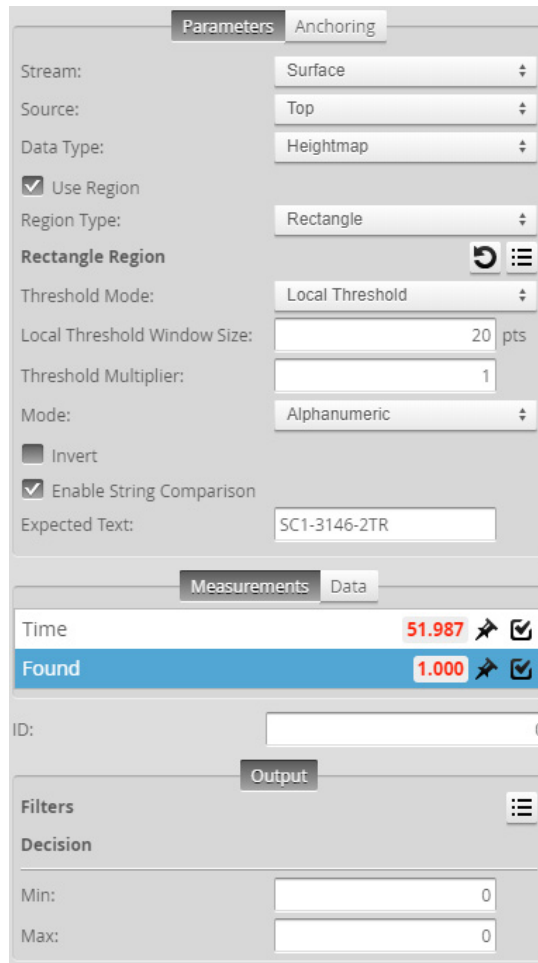 Parameters Anchoring
Stream: Surface
Source: Top
Data Type: Heightmap
Use Region
Region Type: Rectangle
Rectangle Region
Threshold Mode: Local Threshold
Local Threshold Window Size: 20 pts
Threshold Multiplier: 1
Mode: Alphanumeric
Invert
Enable String Comparison
Expected Text: SC1-3146-2TR
Measurements Data
Time 51.987
Found 1.000
ID: 0
Output
Filters
Decision
Min: 0
Max: 0